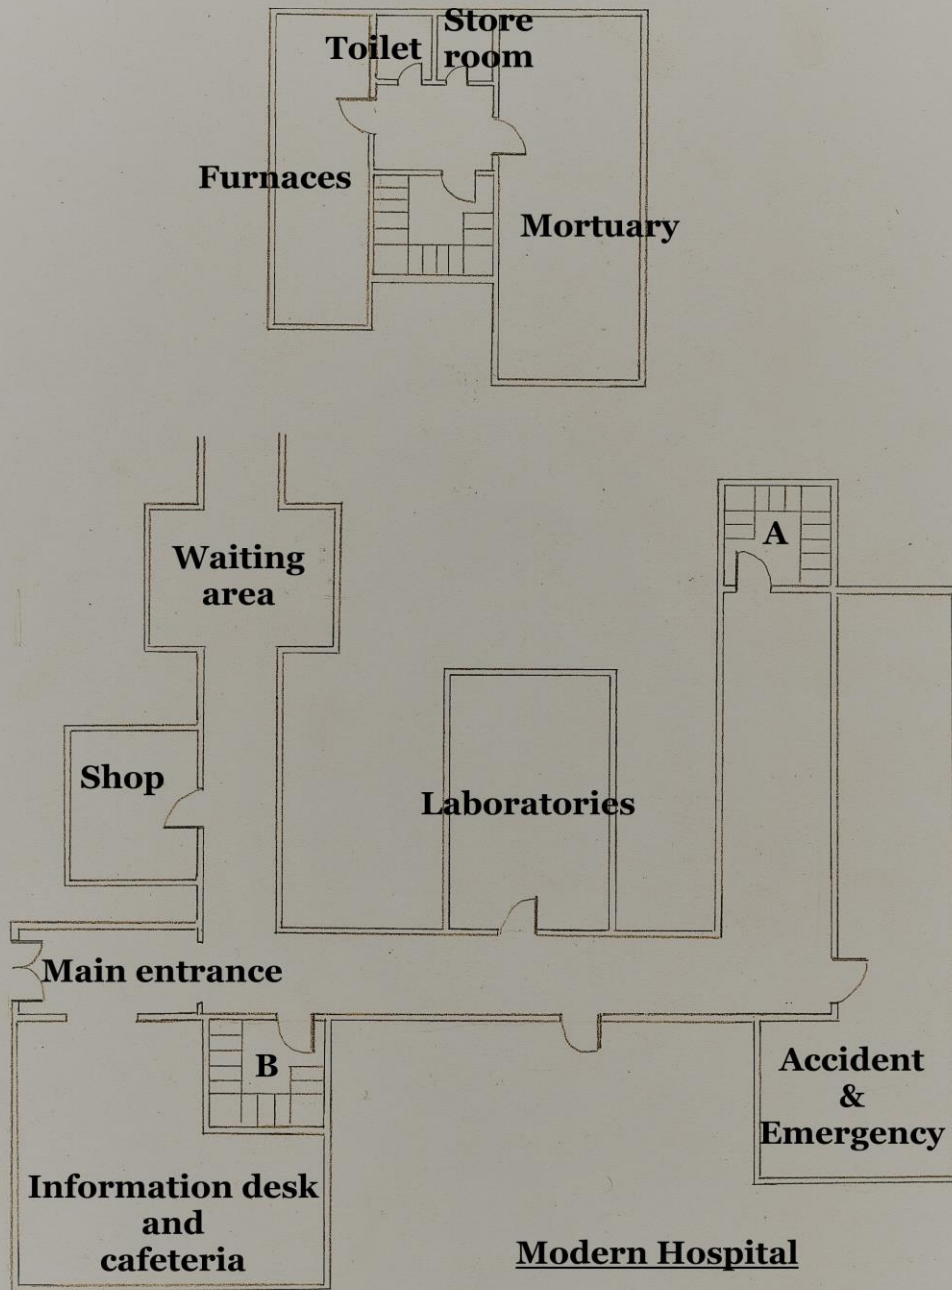 Toilet
Store
room
Furnaces
Mortuary
Waiting
area
A
Shop
Laboratories
Main entrance
B
Accident
&
Emergency
Information desk
and
cafeteria
Modern Hospital